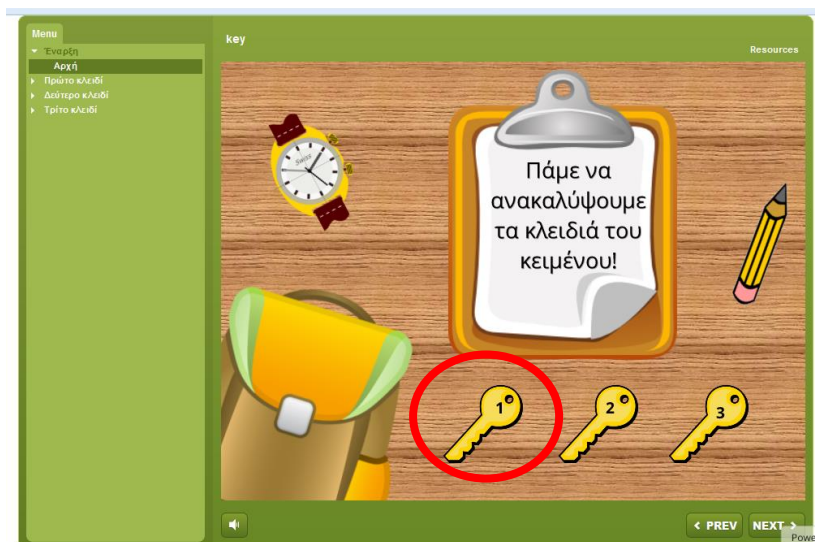 Menu
Έναρξη
Αρχή
Πρώτο κλειδί
Δεύτερο κλειδί
Τρίτο κλειδί
key
Resources
Swiss
Πάμε να
ανακαλύψουμε
τα κλειδιά του
κειμένου!
1
2
3
PREV
NEXT
Powe